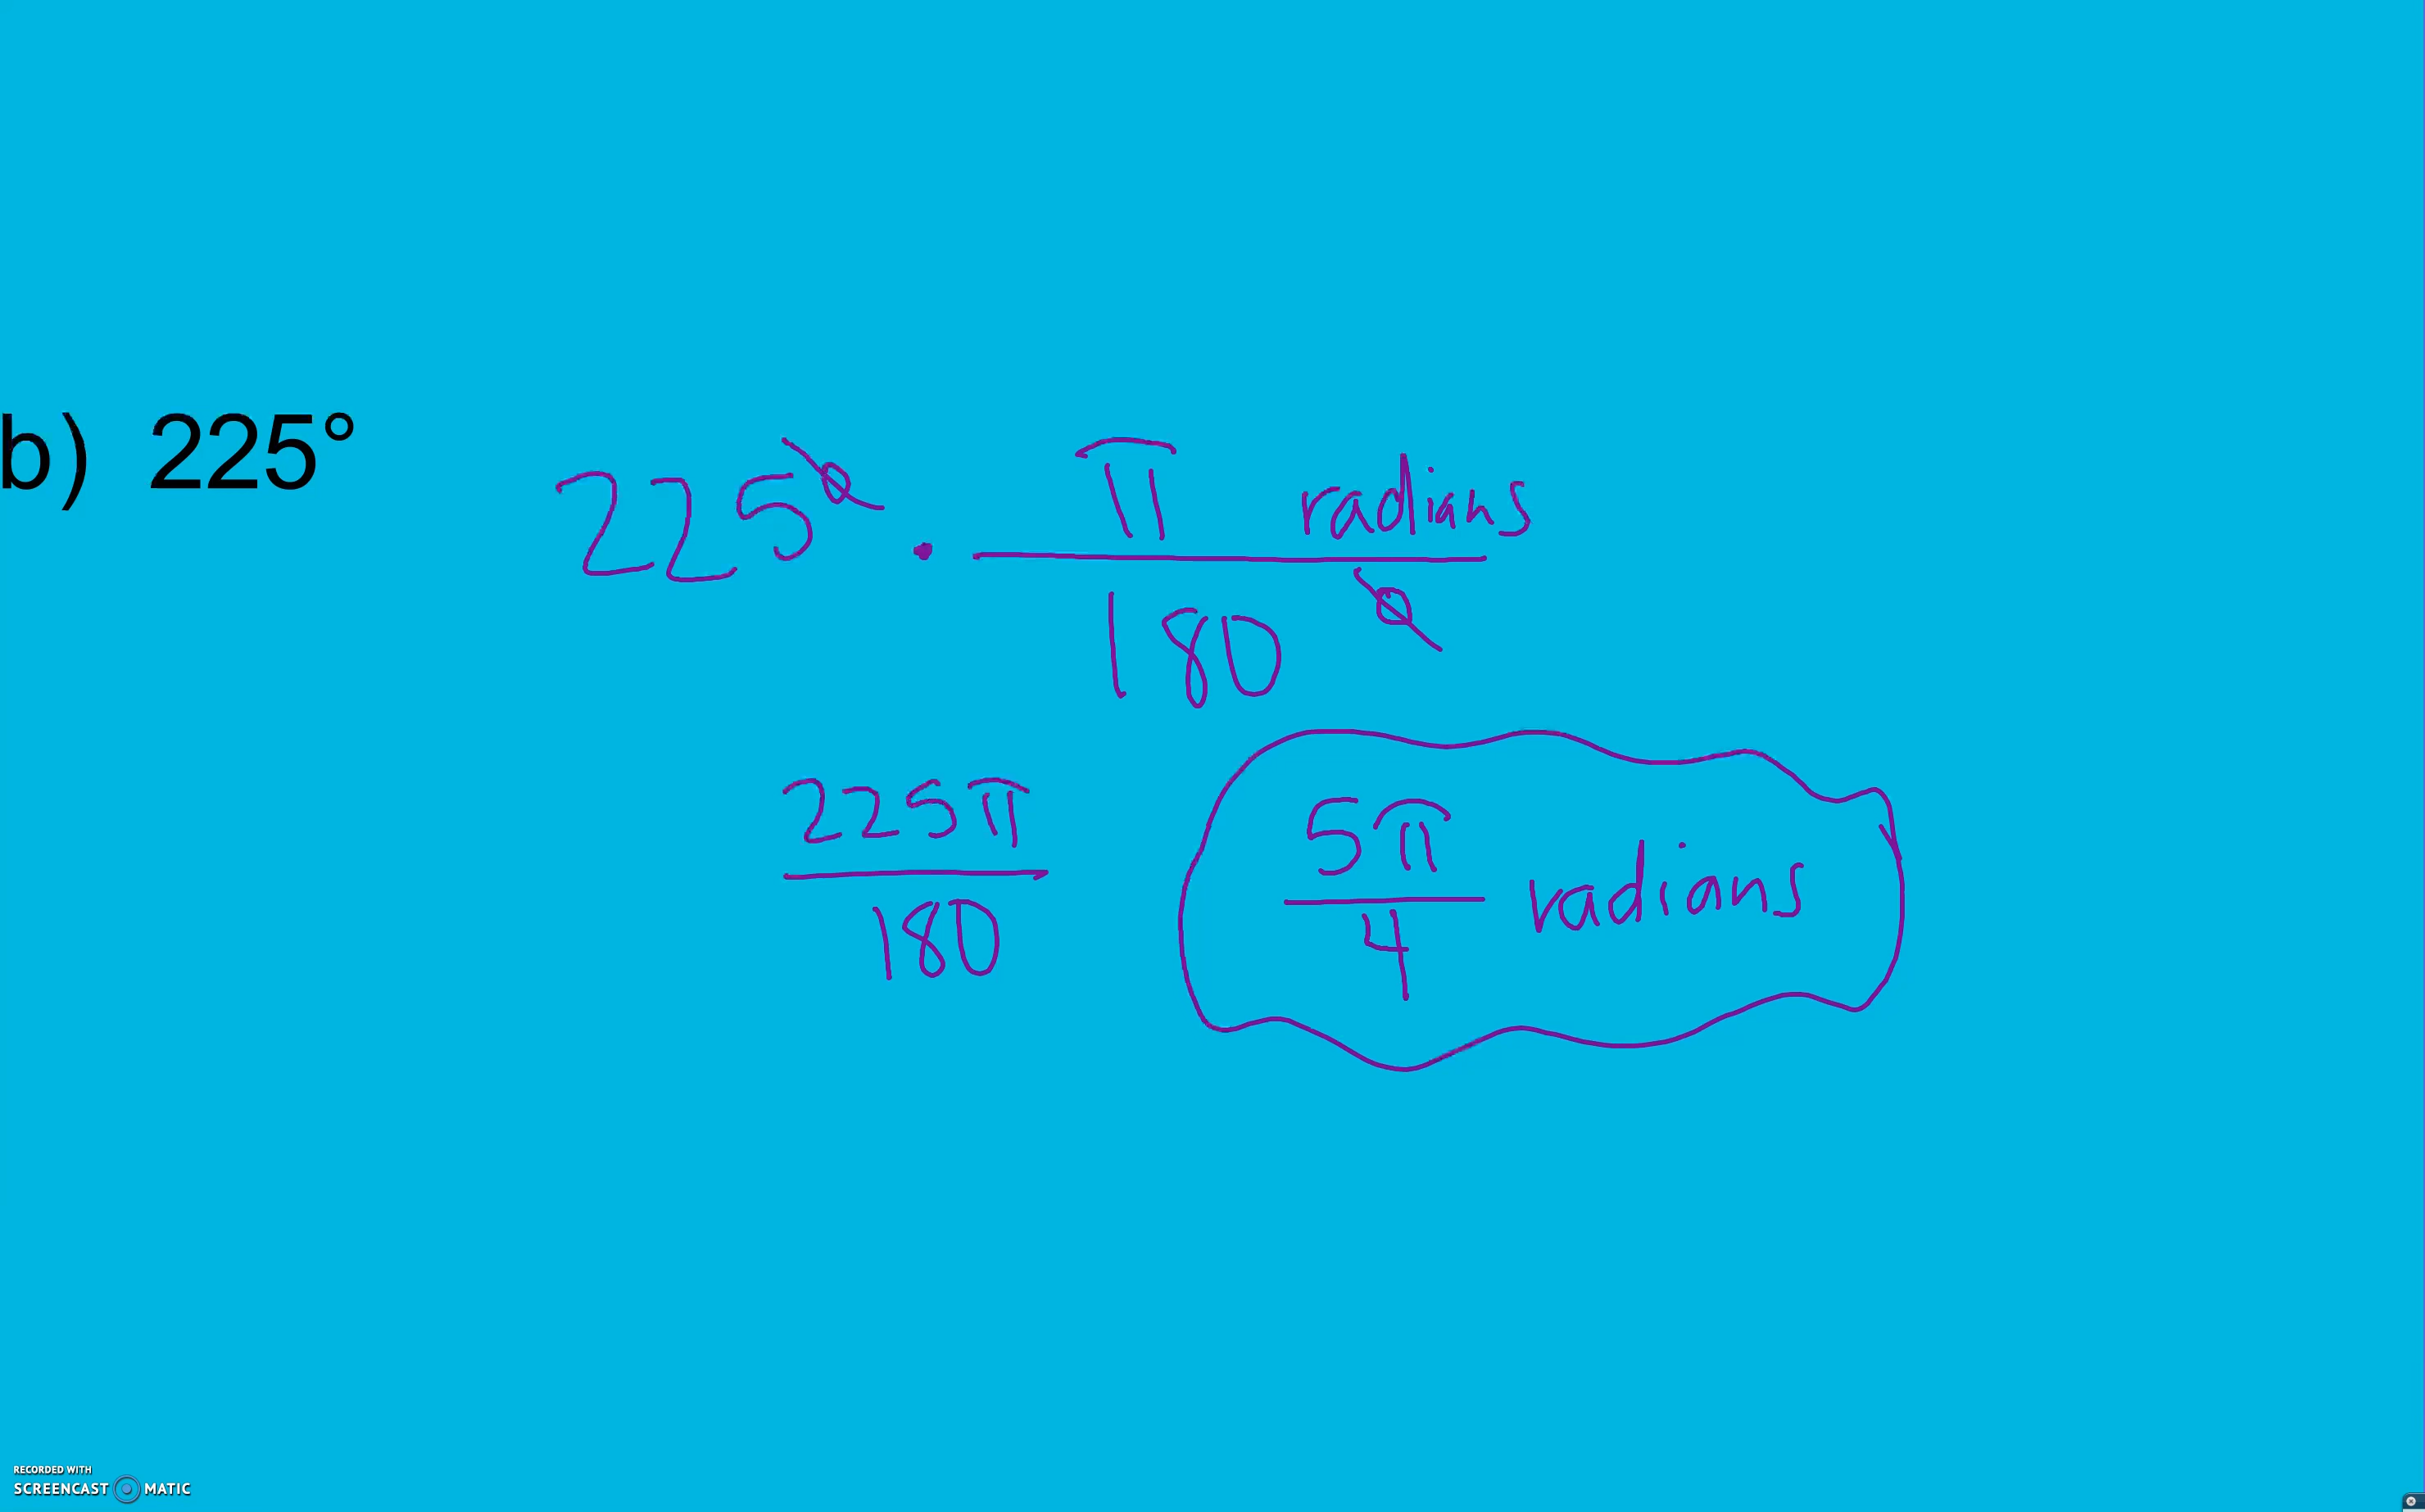 b) 225°
225° · π radians / 180°
225π / 180
5π / 4 radians
RECORDED WITH
SCREENCAST MATIC